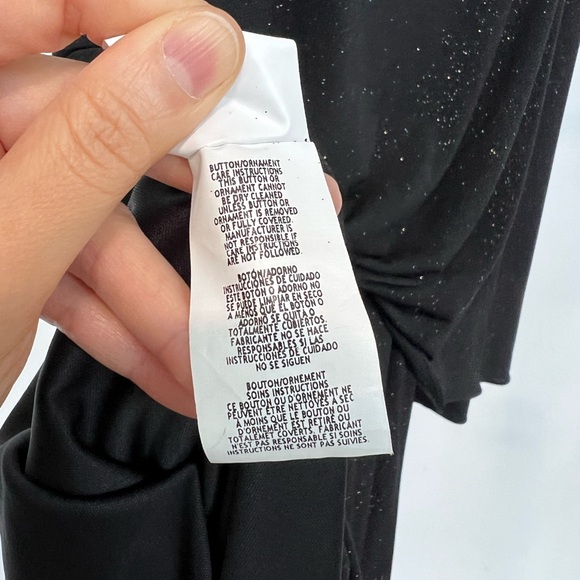 BUTTON/ORNAMENT
CARE INSTRUCTIONS
THIS BUTTON OR
ORNAMENT CANNOT
BE DRY CLEANED
UNLESS BUTTON OR
ORNAMENT IS REMOVED
OR FULLY COVERED.
MANUFACTURER IS
NOT RESPONSIBLE IF
CARE INSTRUCTIONS
ARE NOT FOLLOWED.
BOTÓN/ADORNO
INSTRUCCIONES DE CUIDADO
ESTE BOTÓN O ADORNO NO
SE PUEDE LIMPIAR EN SECO
A MENOS QUE EL BOTÓN O
ADORNO SE QUITA O
TOTALMENTE CUBIERTOS.
FABRICANTE NO SE HACE
RESPONSABLES SI LAS
INSTRUCCIONES DE CUIDADO
NO SE SIGUEN
BOUTON/ORNEMENT
SOINS INSTRUCTIONS
CE BOUTON OU D'ORNEMENT NE
PEUVENT ÊTRE NETTOYÉS A SEC
À MOINS QUE LE BOUTON OU
D'ORNEMENT EST RETIRÉ OU
TOTALEMET COVERTS. FABRICANT
N'EST PAS RESPONSABLE SI SOINS
INSTRUCTIONS NE SONT PAS SUIVIES.